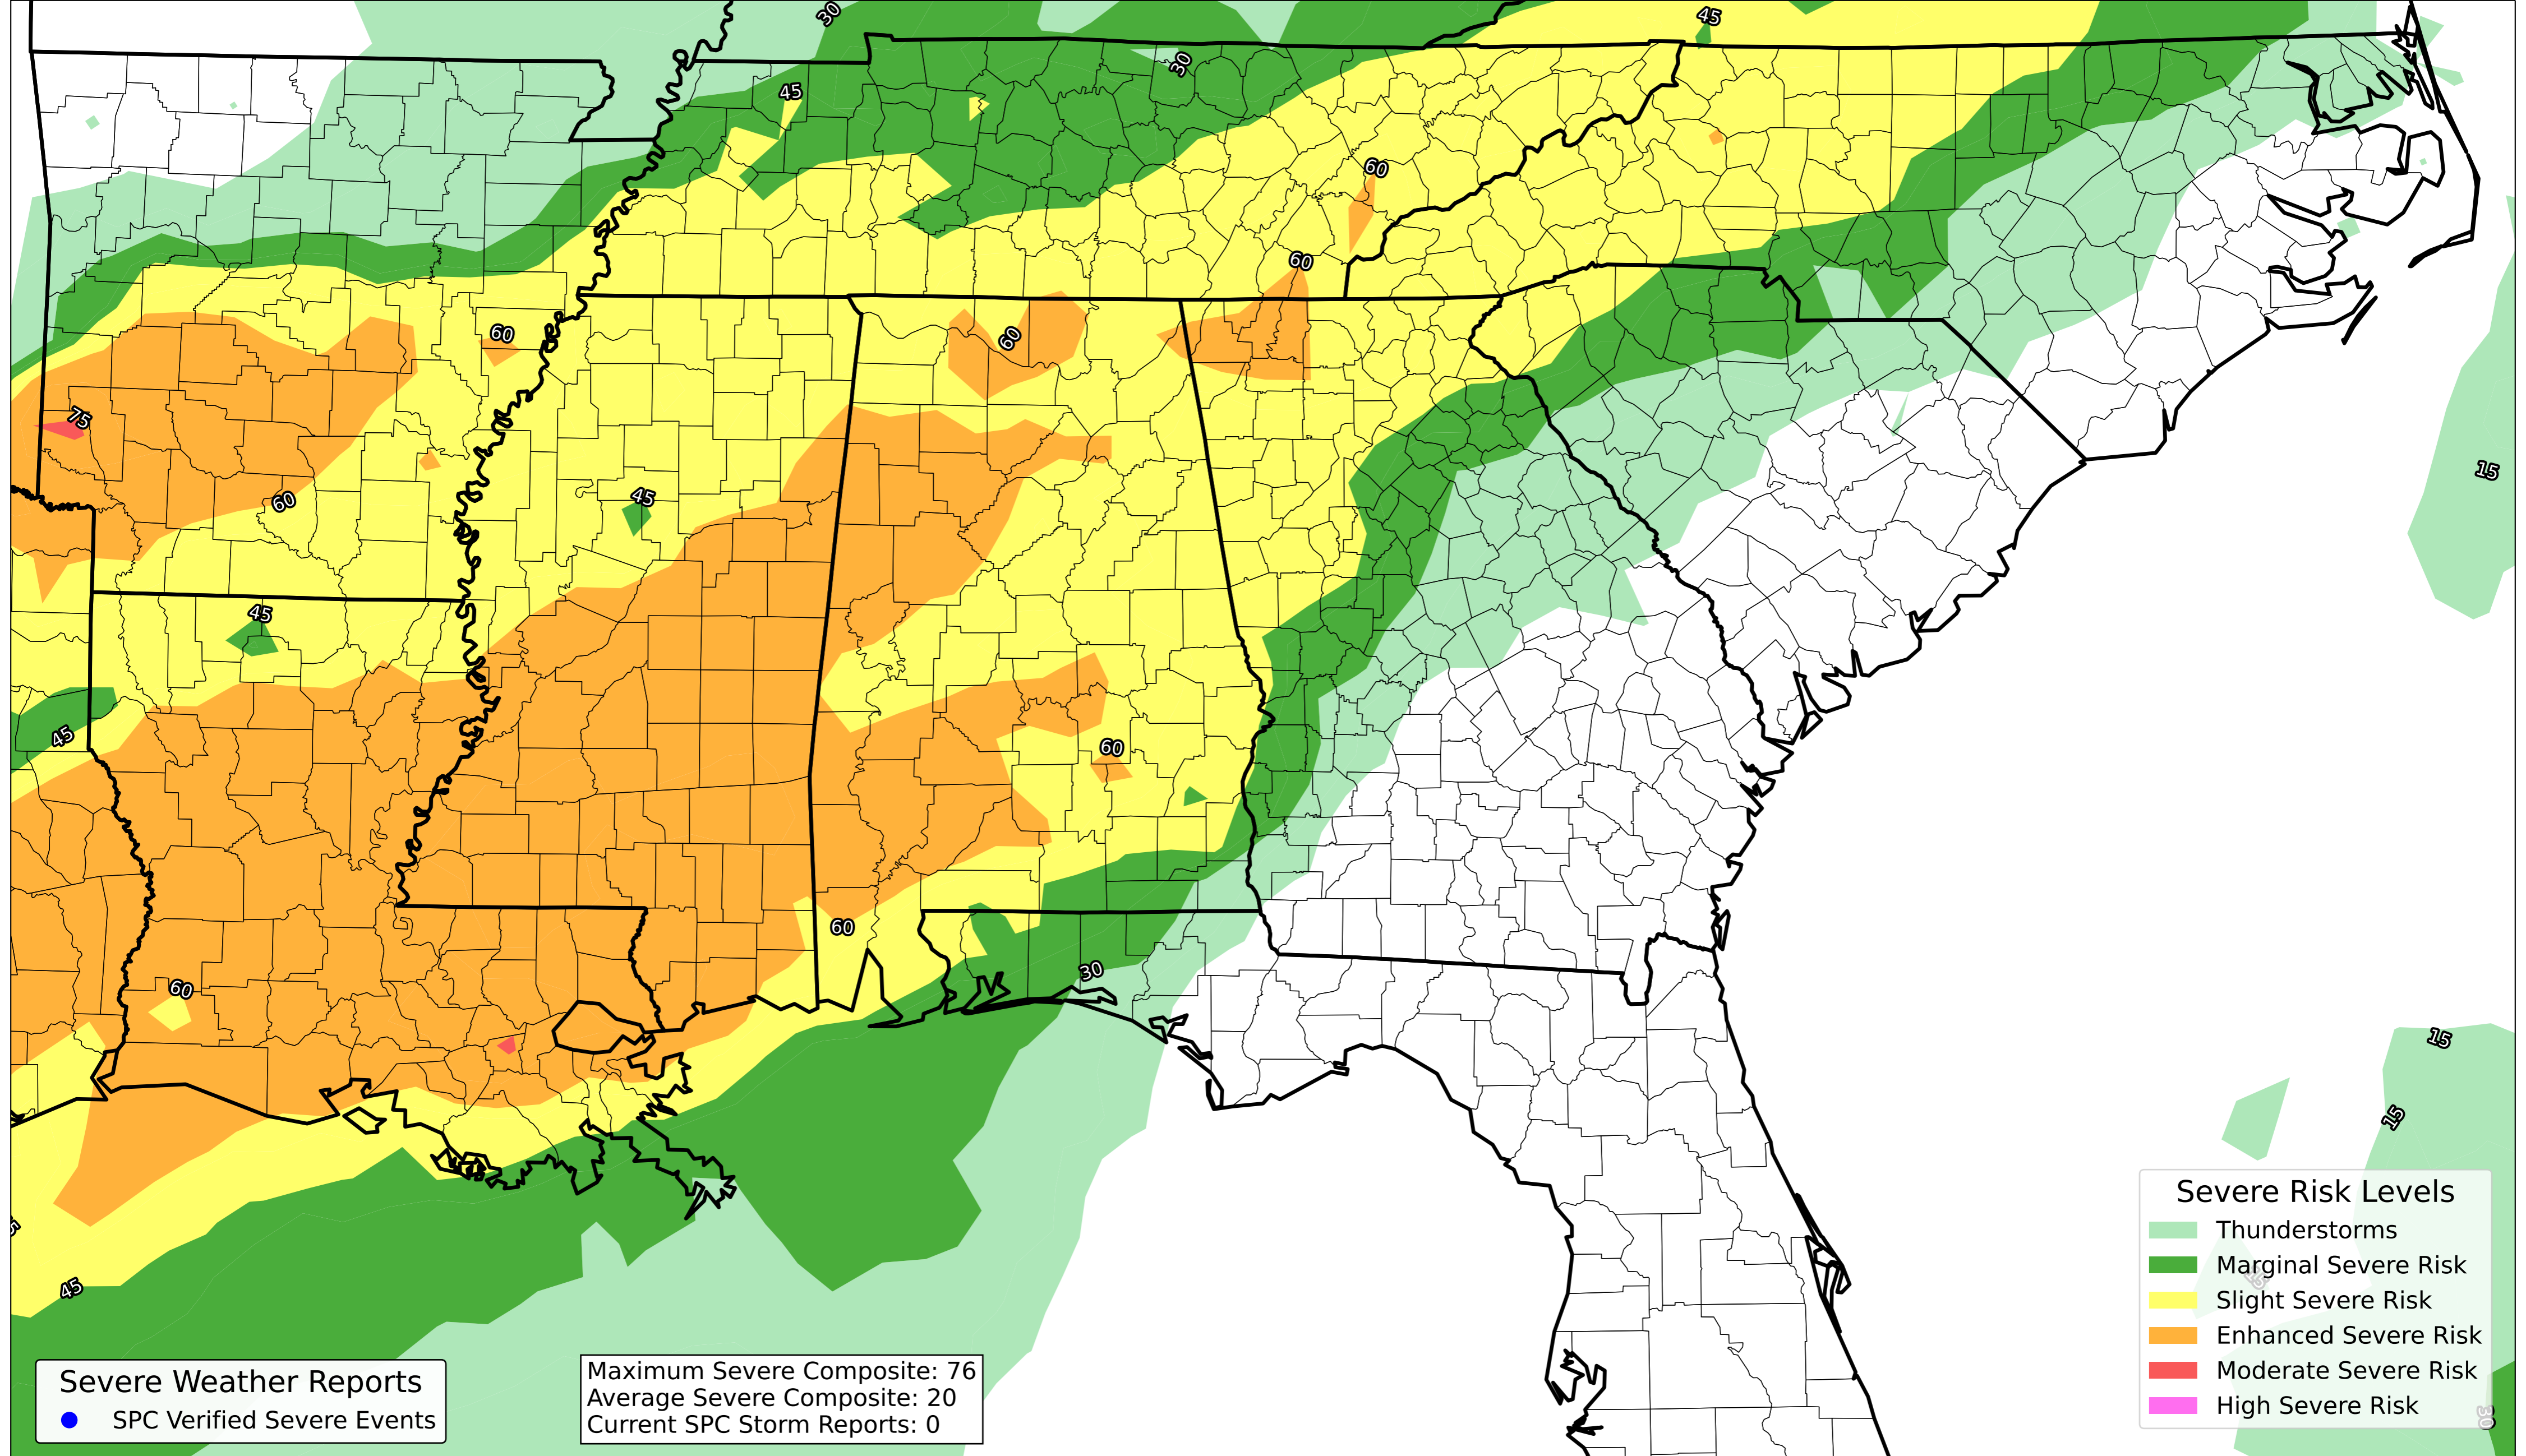 30
45
45
30
60
60
60
60
75
15
60
45
45
45
60
60
30
60
15
15
45
Severe Risk Levels
Thunderstorms
Marginal Severe Risk
15
Slight Severe Risk
Enhanced Severe Risk
Moderate Severe Risk
High Severe Risk
30
Severe Weather Reports
SPC Verified Severe Events
Maximum Severe Composite: 76
Average Severe Composite: 20
Current SPC Storm Reports: 0